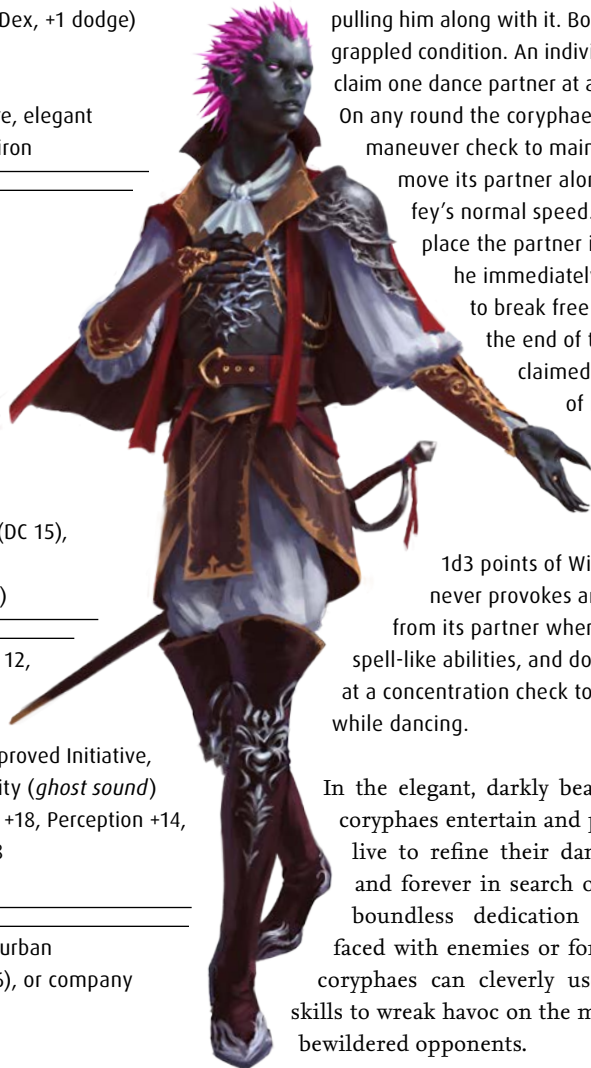 Dex, +1 dodge)
e, elegant
iron
(DC 15),
)
12,
proved Initiative,
ity (ghost sound)
+18, Perception +14,
urban
), or company
pulling him along with it. Bo
grappled condition. An indivi
claim one dance partner at a
On any round the coryphae
maneuver check to main
move its partner alon
fey's normal speed.
place the partner i
he immediately
to break free
the end of t
claimed
of
1d3 points of Wi
never provokes a
from its partner when
spell-like abilities, and do
at a concentration check to
while dancing.
In the elegant, darkly bea
coryphaes entertain and p
live to refine their dan
and forever in search o
boundless dedication
faced with enemies or for
coryphaes can cleverly us
skills to wreak havoc on the m
bewildered opponents.